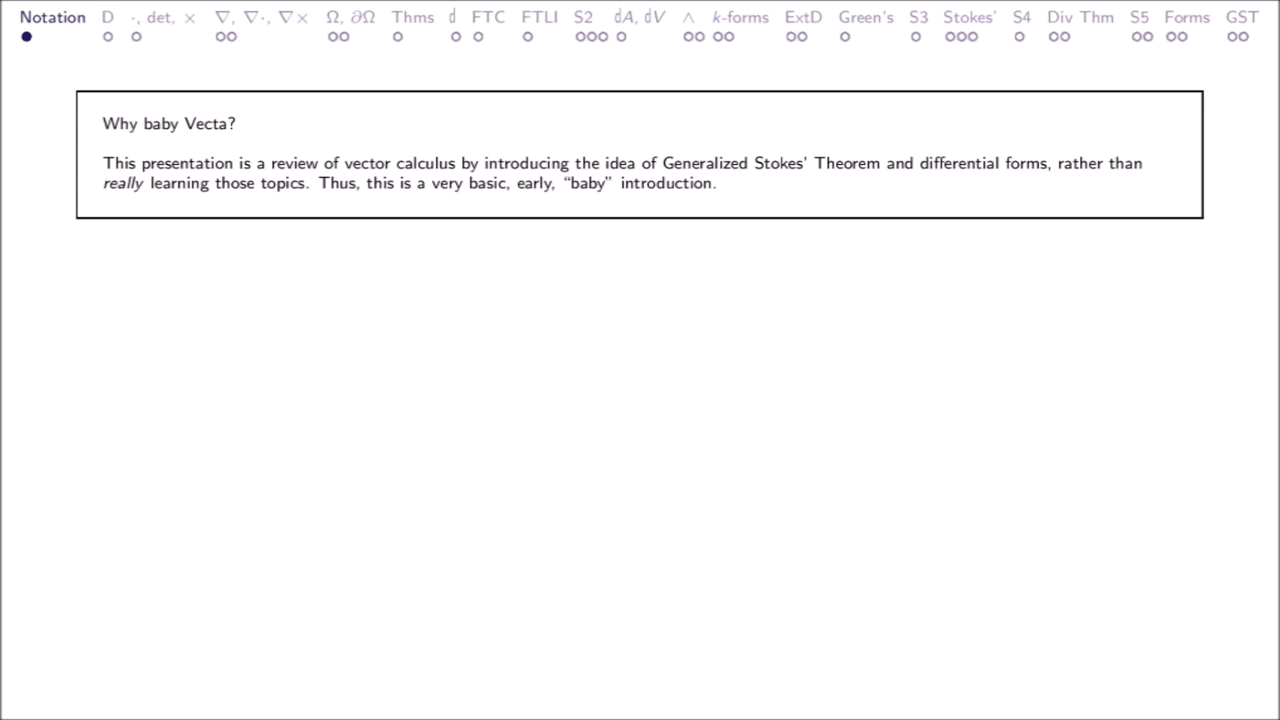 Notation D ·, det, × ∇, ∇·, ∇× Ω, ∂Ω Thms đ FTC FTLI S2 đA, đV ∧ k-forms ExtD Green's S3 Stokes' S4 Div Thm S5 Forms GST
Why baby Vecta?
This presentation is a review of vector calculus by introducing the idea of Generalized Stokes' Theorem and differential forms, rather than
really learning those topics. Thus, this is a very basic, early, “baby” introduction.